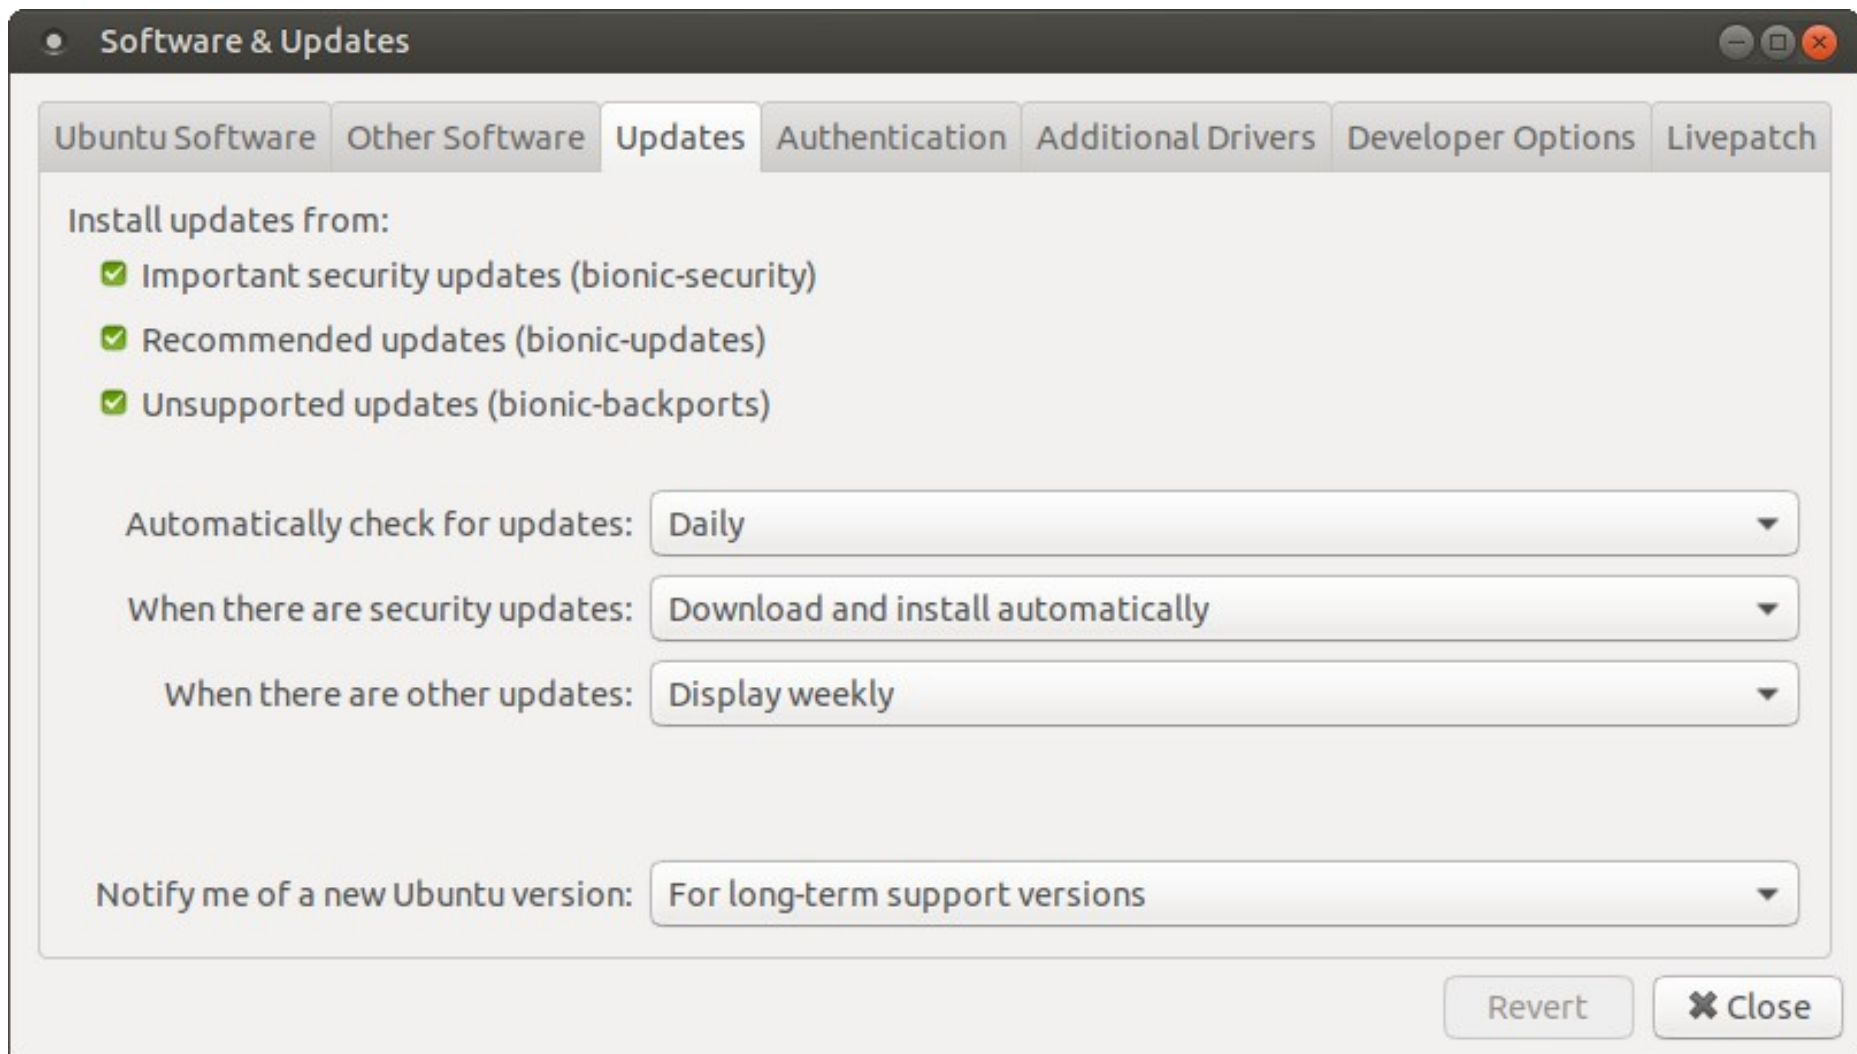 Software & Updates
Ubuntu Software Other Software Updates Authentication Additional Drivers Developer Options Livepatch
Install updates from:
Important security updates (bionic-security)
Recommended updates (bionic-updates)
Unsupported updates (bionic-backports)
Automatically check for updates: Daily
When there are security updates: Download and install automatically
When there are other updates: Display weekly
Notify me of a new Ubuntu version: For long-term support versions
Revert Close